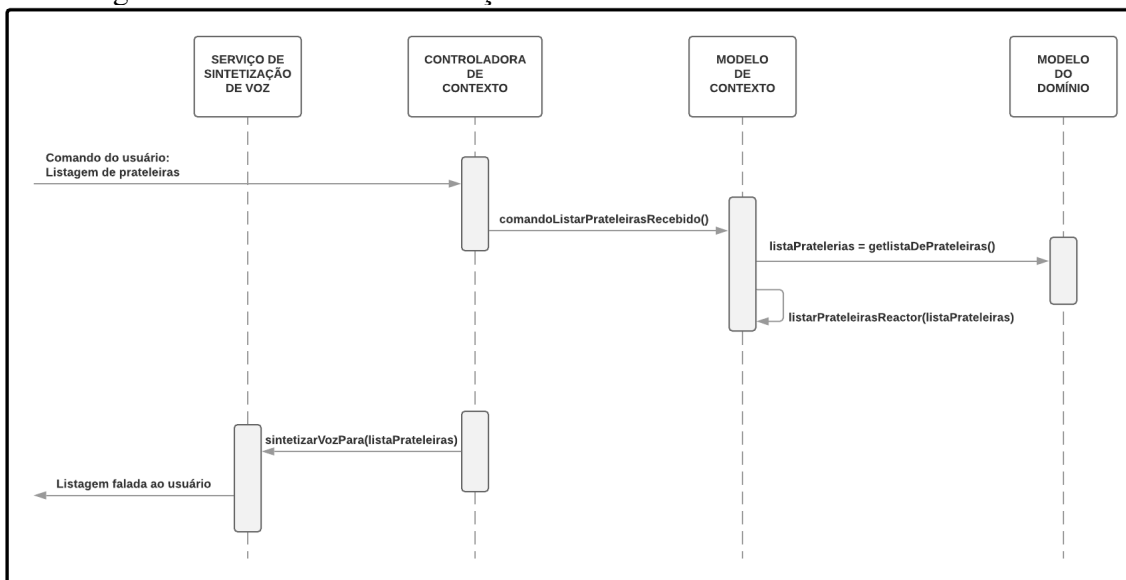 SERVIÇO DE
SINTETIZAÇÃO
DE VOZ
CONTROLADORA
DE
CONTEXTO
MODELO
DE
CONTEXTO
MODELO
DO
DOMÍNIO
Comando do usuário:
Listagem de prateleiras
comandoListarPrateleirasRecebido()
listaPratelerias = getlistaDePrateleiras()
listarPrateleirasReactor(listaPrateleiras)
sintetizarVozPara(listaPrateleiras)
Listagem falada ao usuário